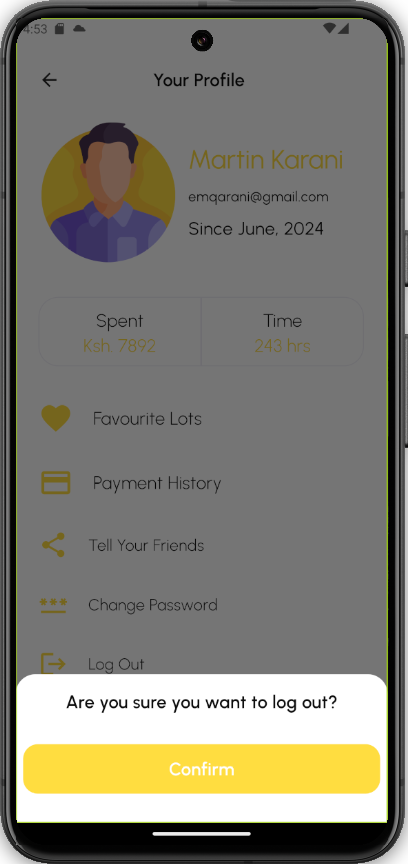 4:53
Your Profile
Martin Karani
emqarani@gmail.com
Since June, 2024
Spent
Time
Ksh. 7892
243 hrs
Favourite Lots
Payment History
Tell Your Friends
Change Password
Log Out
Are you sure you want to log out?
Confirm